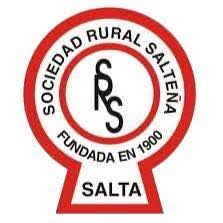 SOCIEDAD RURAL SALTEÑA
SRS
FUNDADA EN 1900
SALTA